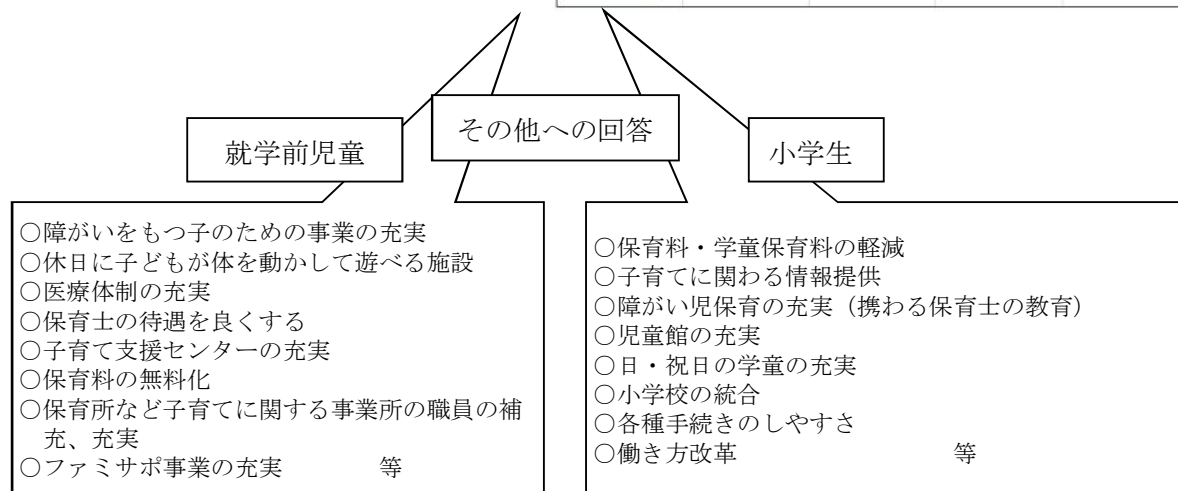 その他への回答
就学前児童
小学生
○障がいをもつ子のための事業の充実
○休日に子どもが体を動かして遊べる施設
○医療体制の充実
○保育士の待遇を良くする
○子育て支援センターの充実
○保育料の無料化
○保育所など子育てに関する事業所の職員の補
充、充実
○ファミサポ事業の充実　　　　等
○保育料・学童保育料の軽減
○子育てに関わる情報提供
○障がい児保育の充実（携わる保育士の教育）
○児童館の充実
○日・祝日の学童の充実
○小学校の統合
○各種手続きのしやすさ
○働き方改革　　　　　　　　　等